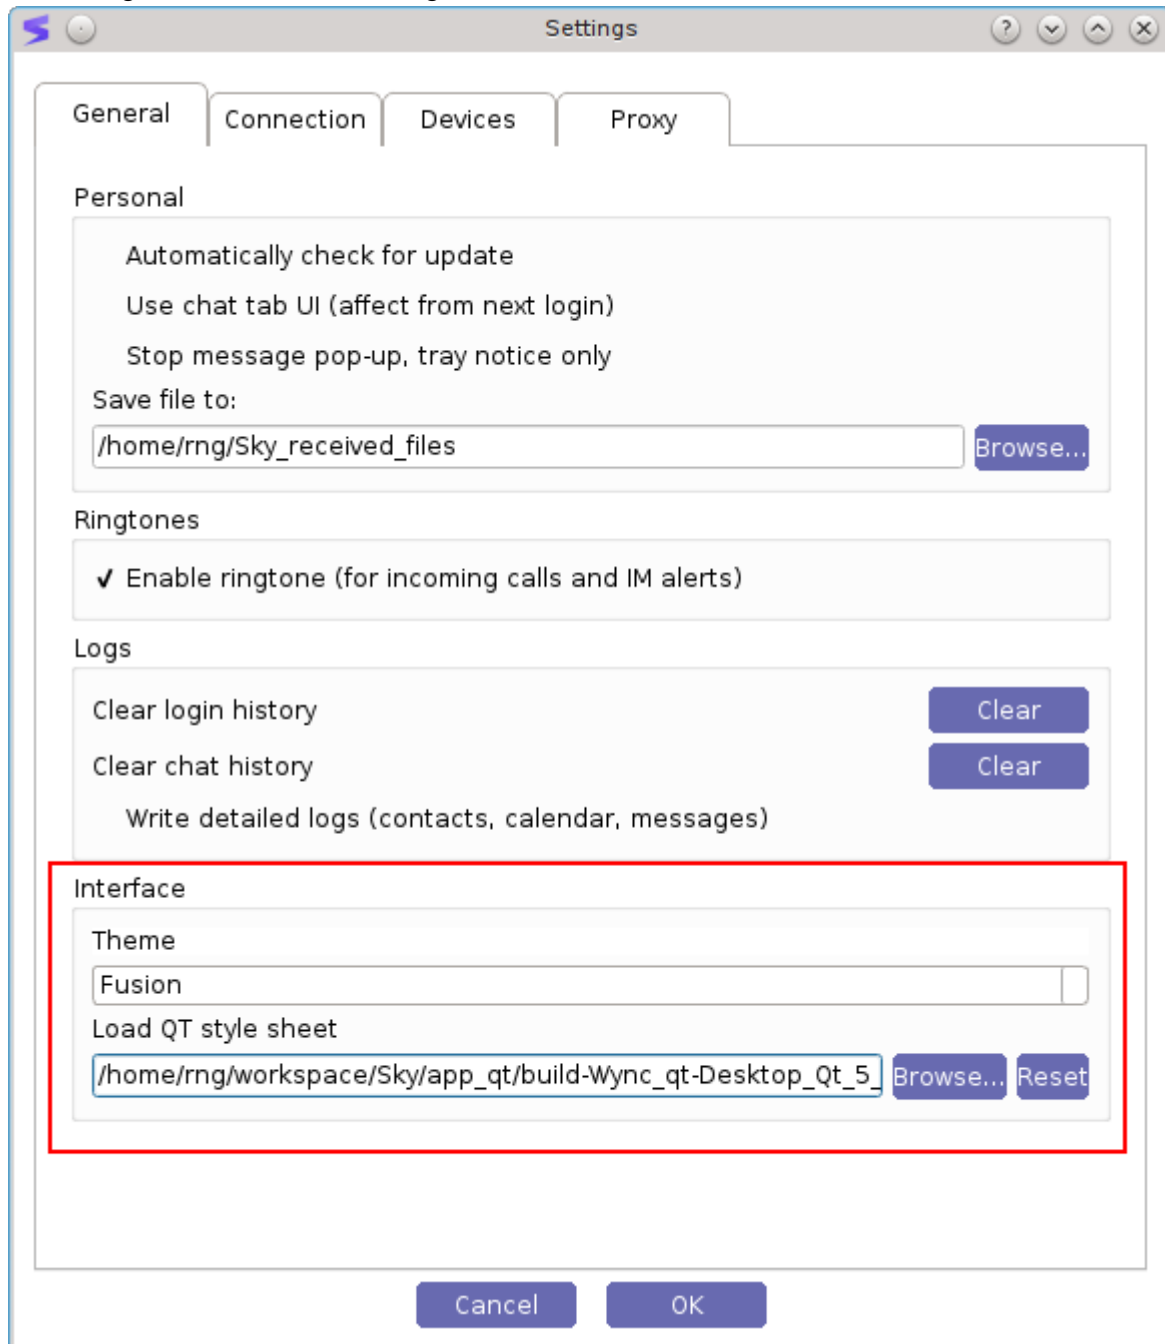 Settings
General Connection Devices Proxy
Personal
Automatically check for update
Use chat tab UI (affect from next login)
Stop message pop-up, tray notice only
Save file to:
/home/rng/Sky_received_files Browse...
Ringtones
✓ Enable ringtone (for incoming calls and IM alerts)
Logs
Clear login history Clear
Clear chat history Clear
Write detailed logs (contacts, calendar, messages)
Interface
Theme
Fusion
Load QT style sheet
/home/rng/workspace/Sky/app_qt/build-Wync_qt-Desktop_Qt_5_ Browse... Reset
Cancel OK